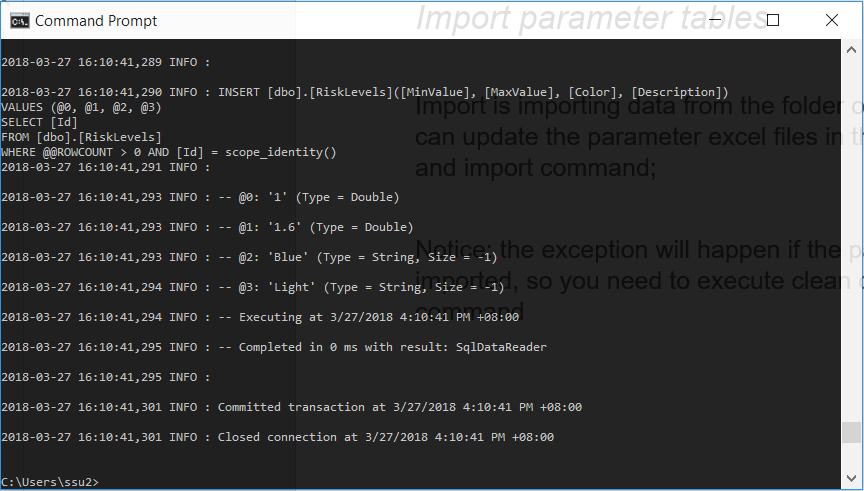 Command Prompt
Import parameter tables
2018-03-27 16:10:41,289 INFO :
2018-03-27 16:10:41,290 INFO : INSERT [dbo].[RiskLevels]([MinValue], [MaxValue], [Color], [Description])
VALUES (@0, @1, @2, @3)
SELECT [Id]
FROM [dbo].[RiskLevels]
WHERE @@ROWCOUNT > 0 AND [Id] = scope_identity()
2018-03-27 16:10:41,291 INFO :
2018-03-27 16:10:41,293 INFO : -- @0: '1' (Type = Double)
2018-03-27 16:10:41,293 INFO : -- @1: '1.6' (Type = Double)
2018-03-27 16:10:41,293 INFO : -- @2: 'Blue' (Type = String, Size = -1)
2018-03-27 16:10:41,294 INFO : -- @3: 'Light' (Type = String, Size = -1)
2018-03-27 16:10:41,294 INFO : -- Executing at 3/27/2018 4:10:41 PM +08:00
2018-03-27 16:10:41,295 INFO : -- Completed in 0 ms with result: SqlDataReader
2018-03-27 16:10:41,295 INFO :
2018-03-27 16:10:41,301 INFO : Committed transaction at 3/27/2018 4:10:41 PM +08:00
2018-03-27 16:10:41,301 INFO : Closed connection at 3/27/2018 4:10:41 PM +08:00
C:\Users\ssu2>
Import is importing data from the folder
can update the parameter excel files in
and import command;
Notice: the exception will happen if the
imported, so you need to execute clean
command